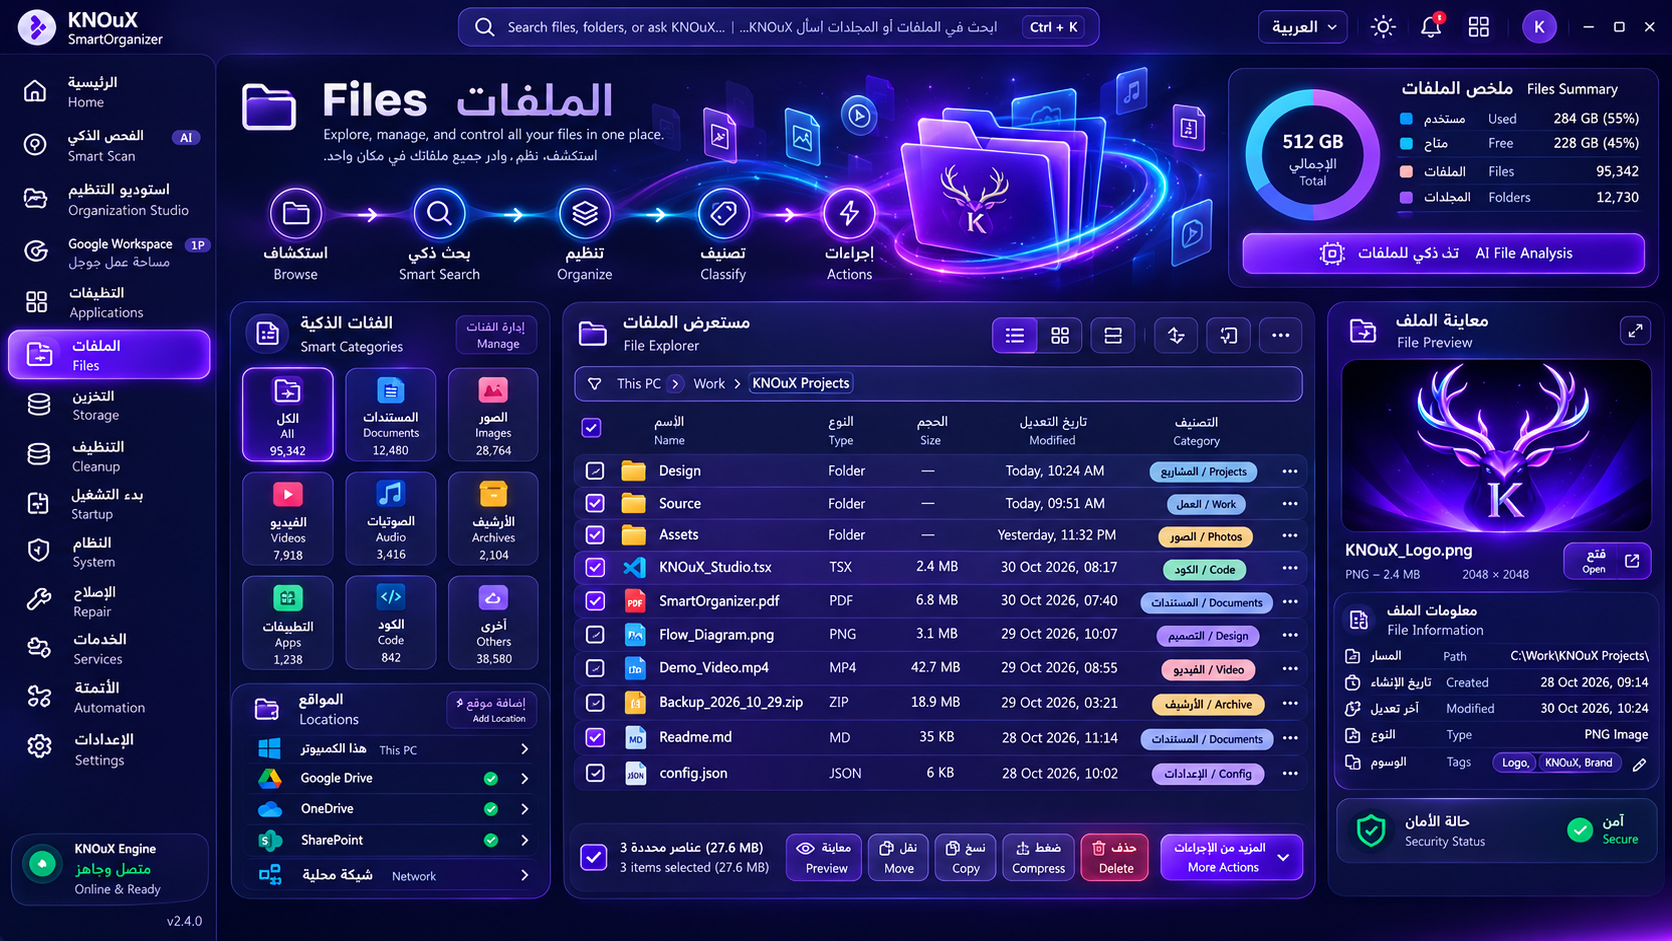 KNOuX
SmartOrganizer
Search files, folders, or ask KNOuX... | ابحث في الملفات أو المجلدات أسأل KNOuX...
Ctrl + K
العربية
K
الرئيسية
Home
الفحص الذكي
Smart Scan
AI
استوديو التنظيم
Organization Studio
Google Workspace
مساحة عمل جوجل
1P
التظيفات
Applications
الملفات
Files
التخزين
Storage
التنظيف
Cleanup
بدء التشغيل
Startup
النظام
System
الإصلاح
Repair
الخدمات
Services
الأتمتة
Automation
الإعدادات
Settings
KNOuX Engine
متصل وجاهز
Online & Ready
v2.4.0
Files الملفات
Explore, manage, and control all your files in one place.
استكشف، نظم، وادر جميع ملفاتك في مكان واحد.
استكشاف
Browse
بحث ذكي
Smart Search
تنظيم
Organize
تصنيف
Classify
إجراءات
Actions
K
512 GB
الإجمالي
Total
ملخص الملفات Files Summary
مستخدم Used 284 GB (55%)
متاح Free 228 GB (45%)
الملفات Files 95,342
المجلدات Folders 12,730
ذكي للملفات AI File Analysis
الفئات الذكية
Smart Categories
إدارة الفئات
Manage
الكل
All
95,342
المستندات
Documents
12,480
الصور
Images
28,764
الفيديو
Videos
7,918
الصوتيات
Audio
3,416
الأرشيف
Archives
2,104
التطبيقات
Apps
1,238
الكود
Code
842
أخرى
Others
38,580
المواقع
Locations
إضافة موقع
Add Location
هذا الكمبيوتر This PC
Google Drive
OneDrive
SharePoint
شبكة محلية Network
مستعرض الملفات
File Explorer
This PC > Work > KNOuX Projects
الإسم النوع الحجم تاريخ التعديل التصنيف
Name Type Size Modified Category
Design Folder — Today, 10:24 AM المشاريع / Projects
Source Folder — Today, 09:51 AM العمل / Work
Assets Folder — Yesterday, 11:32 PM الصور / Photos
KNOuX_Studio.tsx TSX 2.4 MB 30 Oct 2026, 08:17 الكود / Code
PDF SmartOrganizer.pdf PDF 6.8 MB 30 Oct 2026, 07:40 المستندات / Documents
Flow_Diagram.png PNG 3.1 MB 29 Oct 2026, 10:07 التصميم / Design
Demo_Video.mp4 MP4 42.7 MB 29 Oct 2026, 08:55 الفيديو / Video
Backup_2026_10_29.zip ZIP 18.9 MB 29 Oct 2026, 03:21 الأرشيف / Archive
MD Readme.md MD 35 KB 28 Oct 2026, 11:14 المستندات / Documents
JSON config.json JSON 6 KB 28 Oct 2026, 10:02 الإعدادات / Config
3 عناصر محددة (27.6 MB)
3 items selected (27.6 MB)
معاينة
Preview
نقل
Move
نسخ
Copy
ضغط
Compress
حذف
Delete
المزيد من الإجراءات
More Actions
معاينة الملف
File Preview
K
KNOuX_Logo.png
PNG – 2.4 MB 2048 × 2048
فتح
Open
معلومات الملف
File Information
المسار Path C:\Work\KNOuX Projects\
تاريخ الإنشاء Created 28 Oct 2026, 09:14
آخر تعديل Modified 30 Oct 2026, 10:24
النوع Type PNG Image
الوسوم Tags Logo, KNOuX, Brand
حالة الأمان
Security Status
آمن
Secure